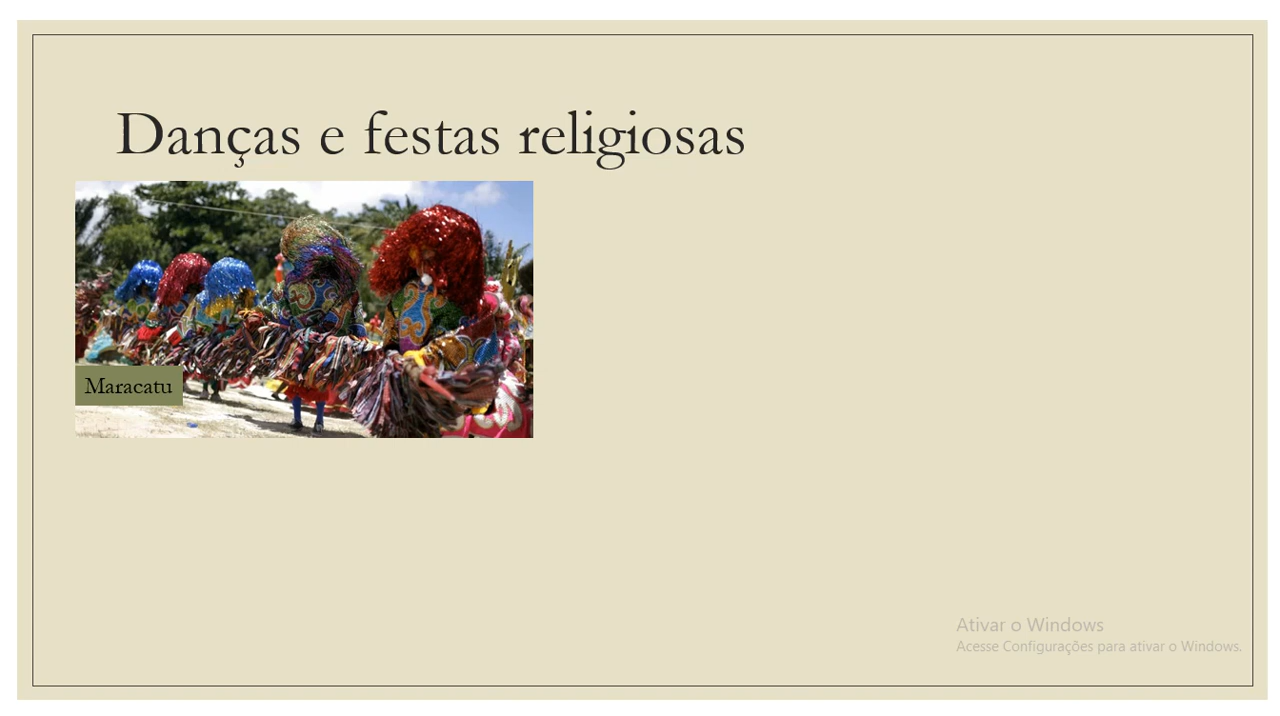 Danças e festas religiosas
Maracatu
Ativar o Windows
Acesse Configurações para ativar o Windows.